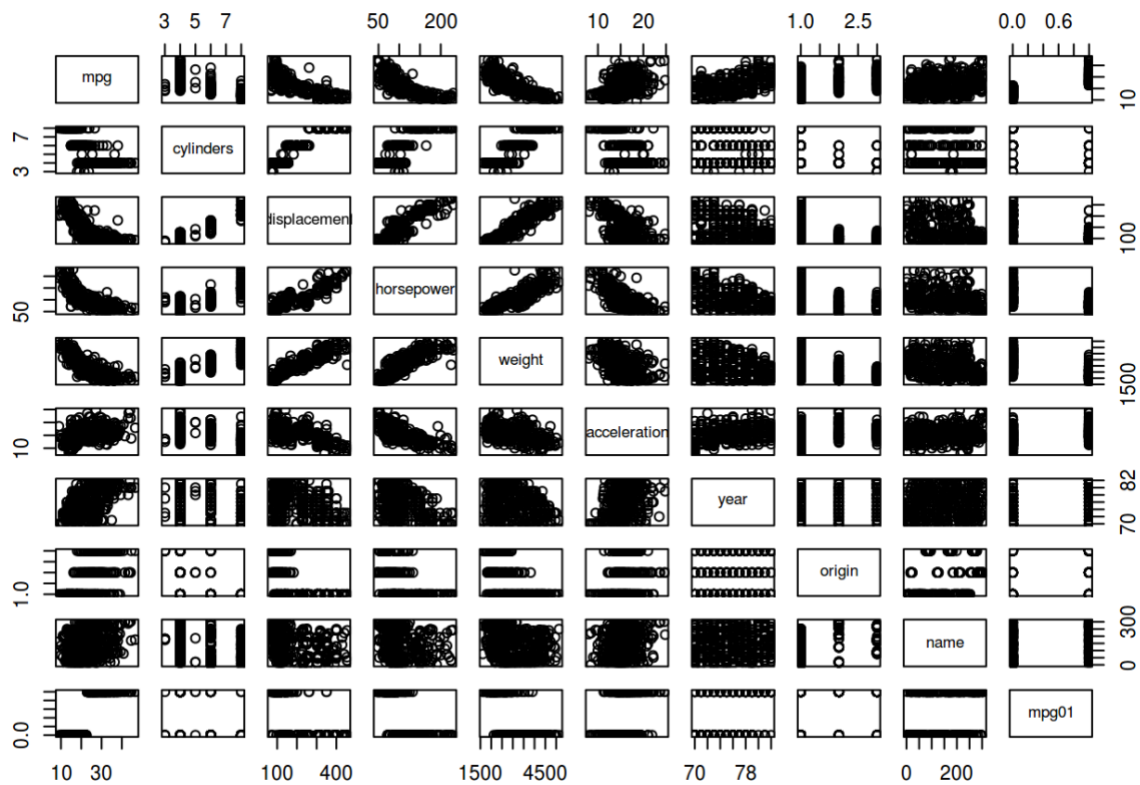 3 5 7 50 200 10 20 1.0 2.5 0.0 0.6
mpg 10
3 7 cylinders
displacement 100
50 horsepower
weight 1500
10 acceleration
year 70 82
1.0 origin
name 0 300
0.0 mpg01
10 30 100 400 1500 4500 70 78 0 200